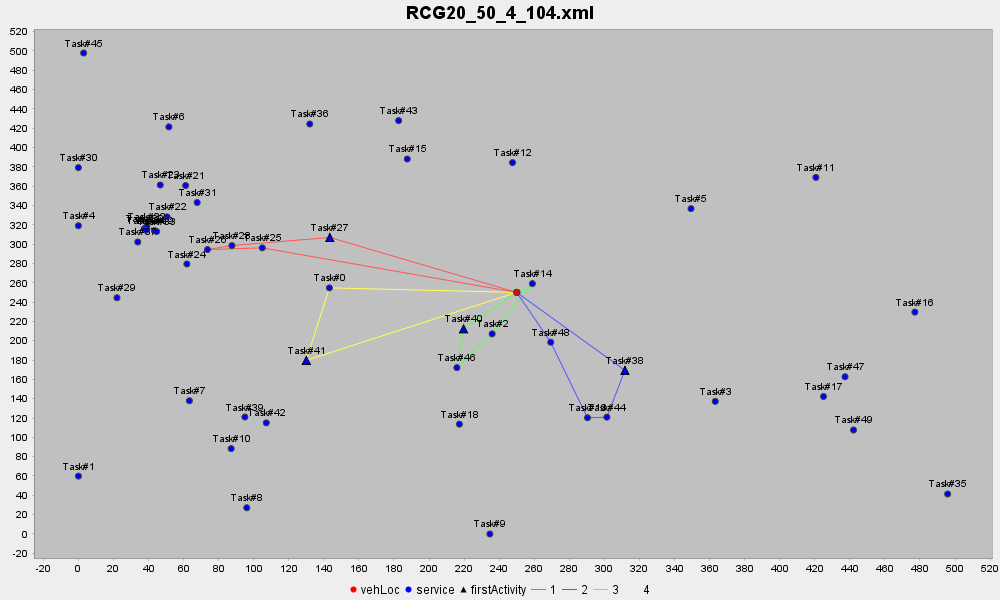 RCG20_50_4_104.xml
520
500
480
460
440
420
400
380
360
340
320
300
280
260
240
220
200
180
160
140
120
100
80
60
40
20
0
-20
Task#45
Task#6
Task#36
Task#43
Task#15
Task#12
Task#30
Task#21
Task#11
Task#31
Task#5
Task#22
Task#4
Task#27
Task#26
Task#25
Task#24
Task#14
Task#0
Task#29
Task#16
Task#40
Task#2
Task#48
Task#41
Task#46
Task#38
Task#47
Task#7
Task#3
Task#17
Task#39
Task#42
Task#18
Task#44
Task#49
Task#10
Task#1
Task#8
Task#35
Task#9
-20 0 20 40 60 80 100 120 140 160 180 200 220 240 260 280 300 320 340 360 380 400 420 440 460 480 500 520
vehLoc service firstActivity 1 2 3 4